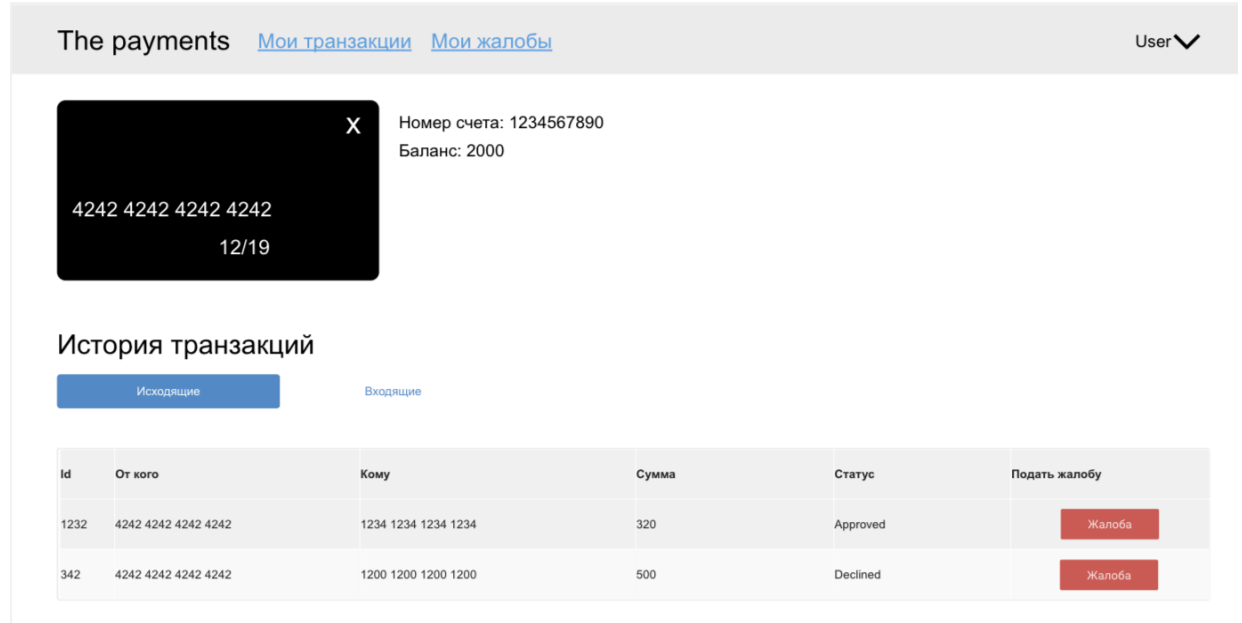 The payments Мои транзакции Мои жалобы User
X
Номер счета: 1234567890
Баланс: 2000
4242 4242 4242 4242
12/19
История транзакций
Исходящие Входящие
Id От кого Кому Сумма Статус Подать жалобу
1232 4242 4242 4242 4242 1234 1234 1234 1234 320 Approved Жалоба
342 4242 4242 4242 4242 1200 1200 1200 1200 500 Declined Жалоба